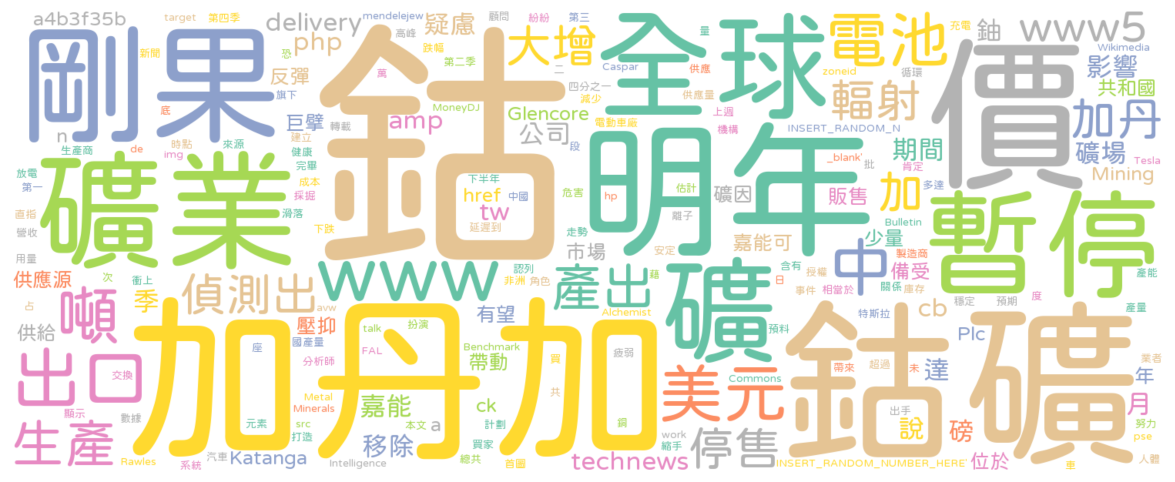 a4b3f35b
target
第四季
delivery
mendelejew
疑慮
顧問
紛紛
第三
量
充電
鈾
www5
高峰
大增
全球
電池
Wikimedia
php
剛果
新聞
恐
跌幅
第二季
Caspar
供應
zoneid
循環
價
影響
反彈
萬
鈷
二
四分之一
供應量
上週
輻射
共和國
旗下
MoneyDJ
減少
電動車廠
機構
n
底
巨擘
轉載
amp
Glencore
公司
INSERT_RANDOM_N
加丹
生產商
de
時點
建立
段
明年
_blank'
批
期間
礦場
Tesla
來源
img
健康
肯定
放電
礦業
完畢
下半年
危害
估計
礦因
加
多達
Mining
第一
成本
href
中國
hp
販售
採掘
tw
離子
Bulletin
暫停
直指
滑落
下跌
延遲到
走勢
安定
嘉能可
少量
營收
市場
含有
授權
中
製造商
用量
www
認列
藉
日
備受
產能
供應源
次
衝上
偵測出
非洲
角色
產出
礦
事件
相當於
關係
庫存
占
噸
季
avw
有望
Alchemist
穩定
預期
度
產量
壓抑
talk
扮演
預料
特斯拉
cb
供給
加丹加
座
國產量
FAL
Benchmark
買
疲弱
鈷礦
Plc
分析師
帶動
帶來
超過
未
達
業者
出口
交換
Metal
共
美元
Commons
年
顯示
Minerals
嘉能
ck
銅
出手
月
數據
元素
src
本文
計劃
a
說
磅
努力
生產
打造
移除
買家
work
停售
pse
汽車
Katanga
總共
首圖
縮手
Rawles
系統
Intelligence
technews
INSERT_RANDOM_NUMBER_HERE'
位於
車
人體